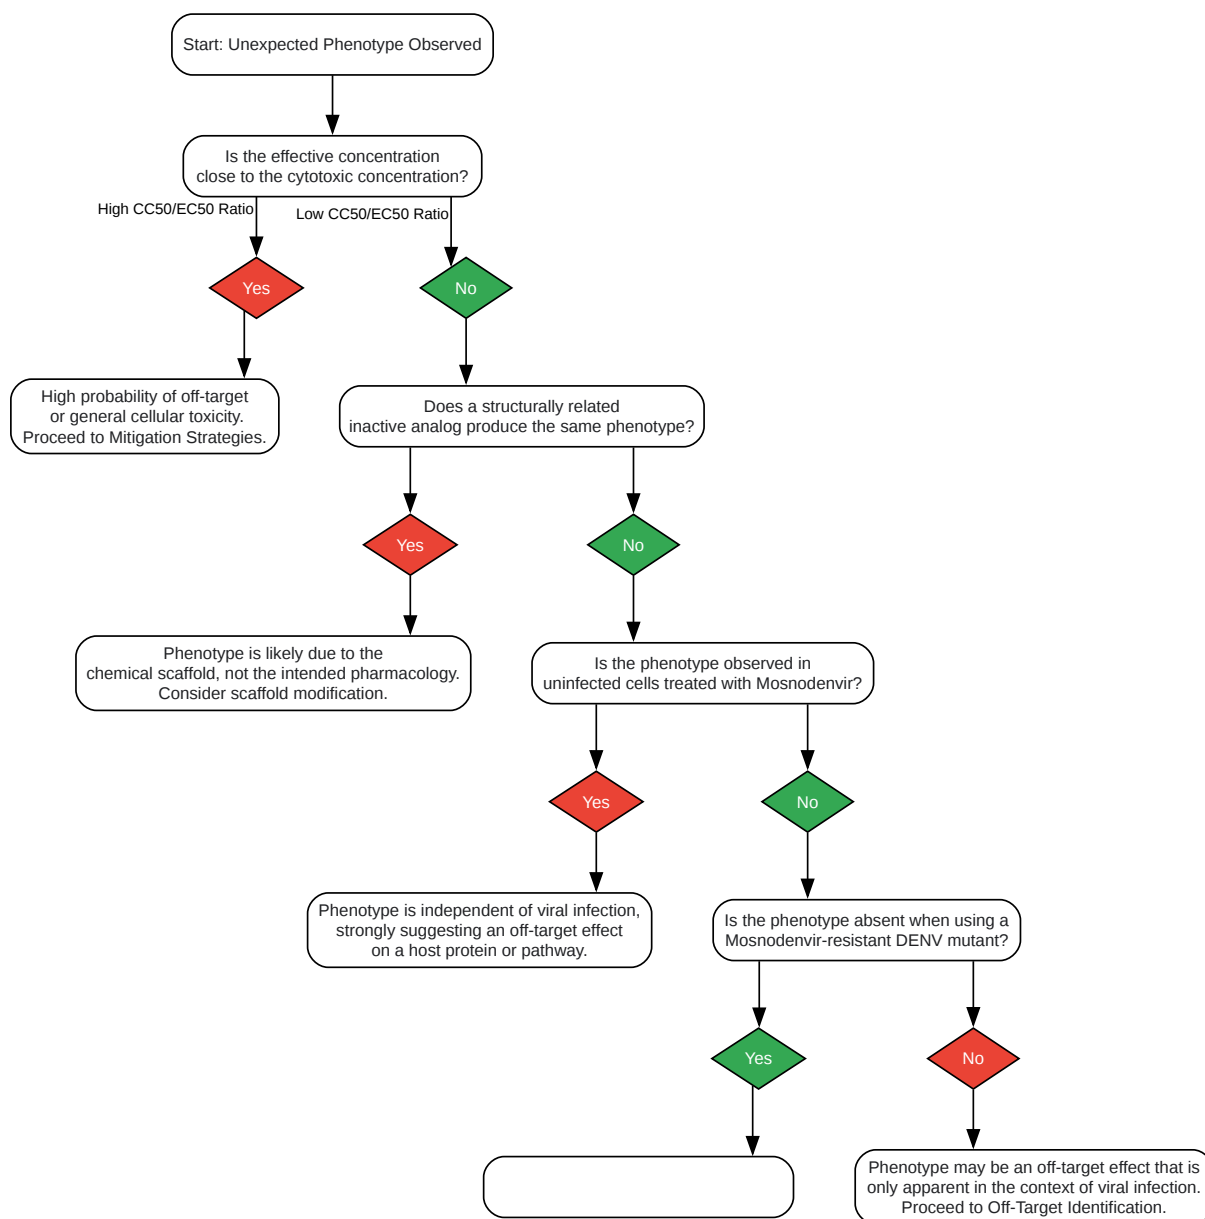 Start: Unexpected Phenotype Observed
Is the effective concentration
close to the cytotoxic concentration?
High CC50/EC50 Ratio
Low CC50/EC50 Ratio
Yes
No
High probability of off-target
or general cellular toxicity.
Proceed to Mitigation Strategies.
Does a structurally related
inactive analog produce the same phenotype?
Yes
No
Phenotype is likely due to the
chemical scaffold, not the intended pharmacology.
Consider scaffold modification.
Is the phenotype observed in
uninfected cells treated with Mosnodenvir?
Yes
No
Phenotype is independent of viral infection,
strongly suggesting an off-target effect
on a host protein or pathway.
Is the phenotype absent when using a
Mosnodenvir-resistant DENV mutant?
Yes
No
Phenotype may be an off-target effect that is
only apparent in the context of viral infection.
Proceed to Off-Target Identification.